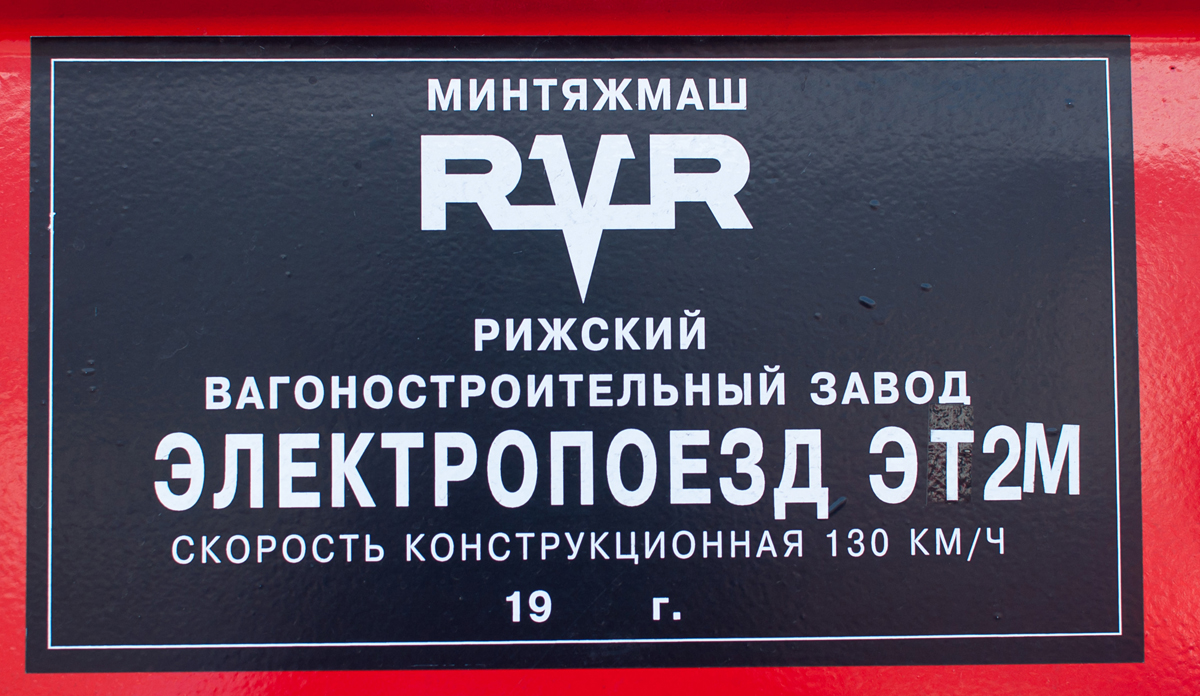 МИНТЯЖМАШ
RVR
РИЖСКИЙ
ВАГОНОСТРОИТЕЛЬНЫЙ ЗАВОД
ЭЛЕКТРОПОЕЗД ЭТ2М
СКОРОСТЬ КОНСТРУКЦИОННАЯ 130 КМ/Ч
19 г.